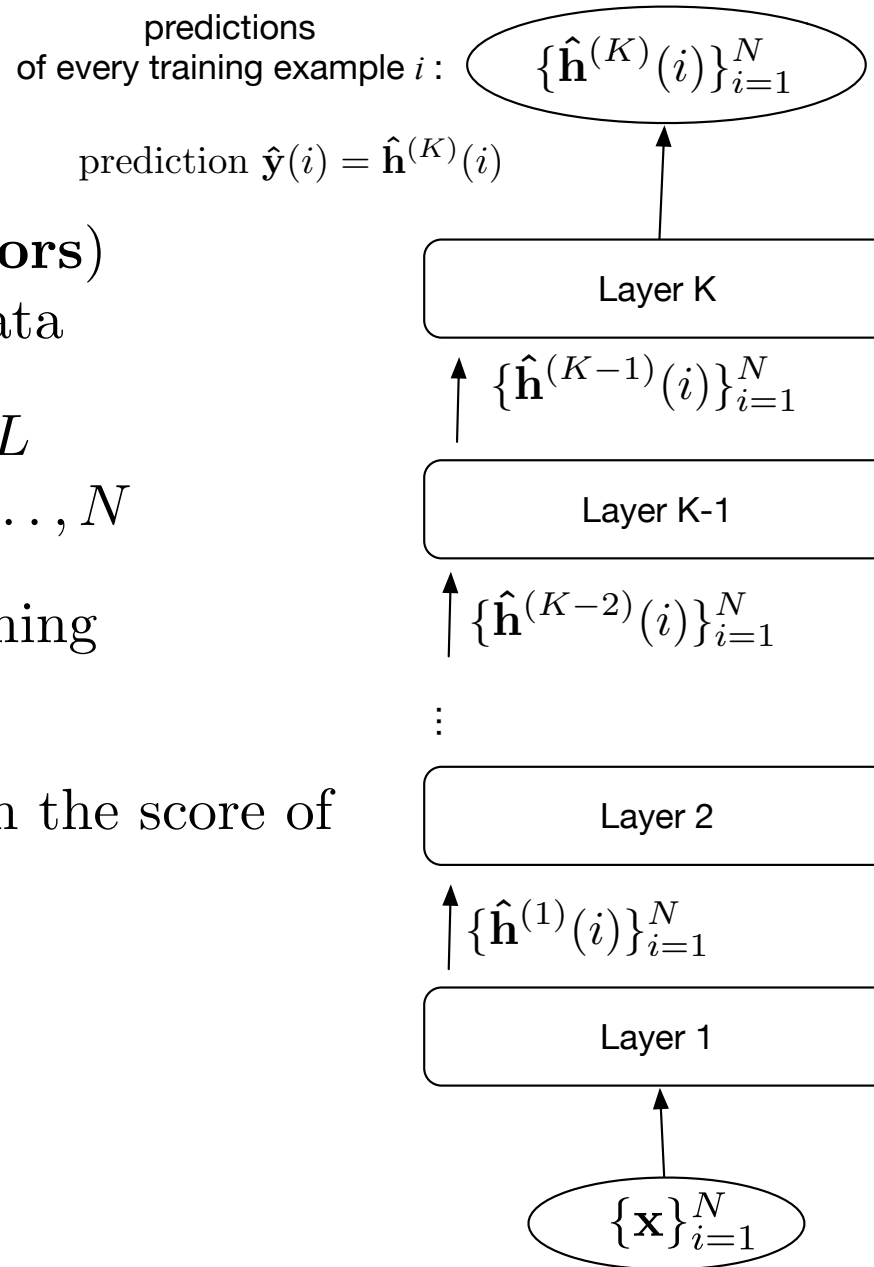 predictions
of every training example i :
{ĥ^(K)(i)}_{i=1}^N
prediction ŷ(i) = ĥ^(K)(i)
ors)
ata
L
..., N
ning
n the score of
Layer K
{ĥ^(K−1)(i)}_{i=1}^N
Layer K-1
{ĥ^(K−2)(i)}_{i=1}^N
⋮
Layer 2
{ĥ^(1)(i)}_{i=1}^N
Layer 1
{x}_{i=1}^N